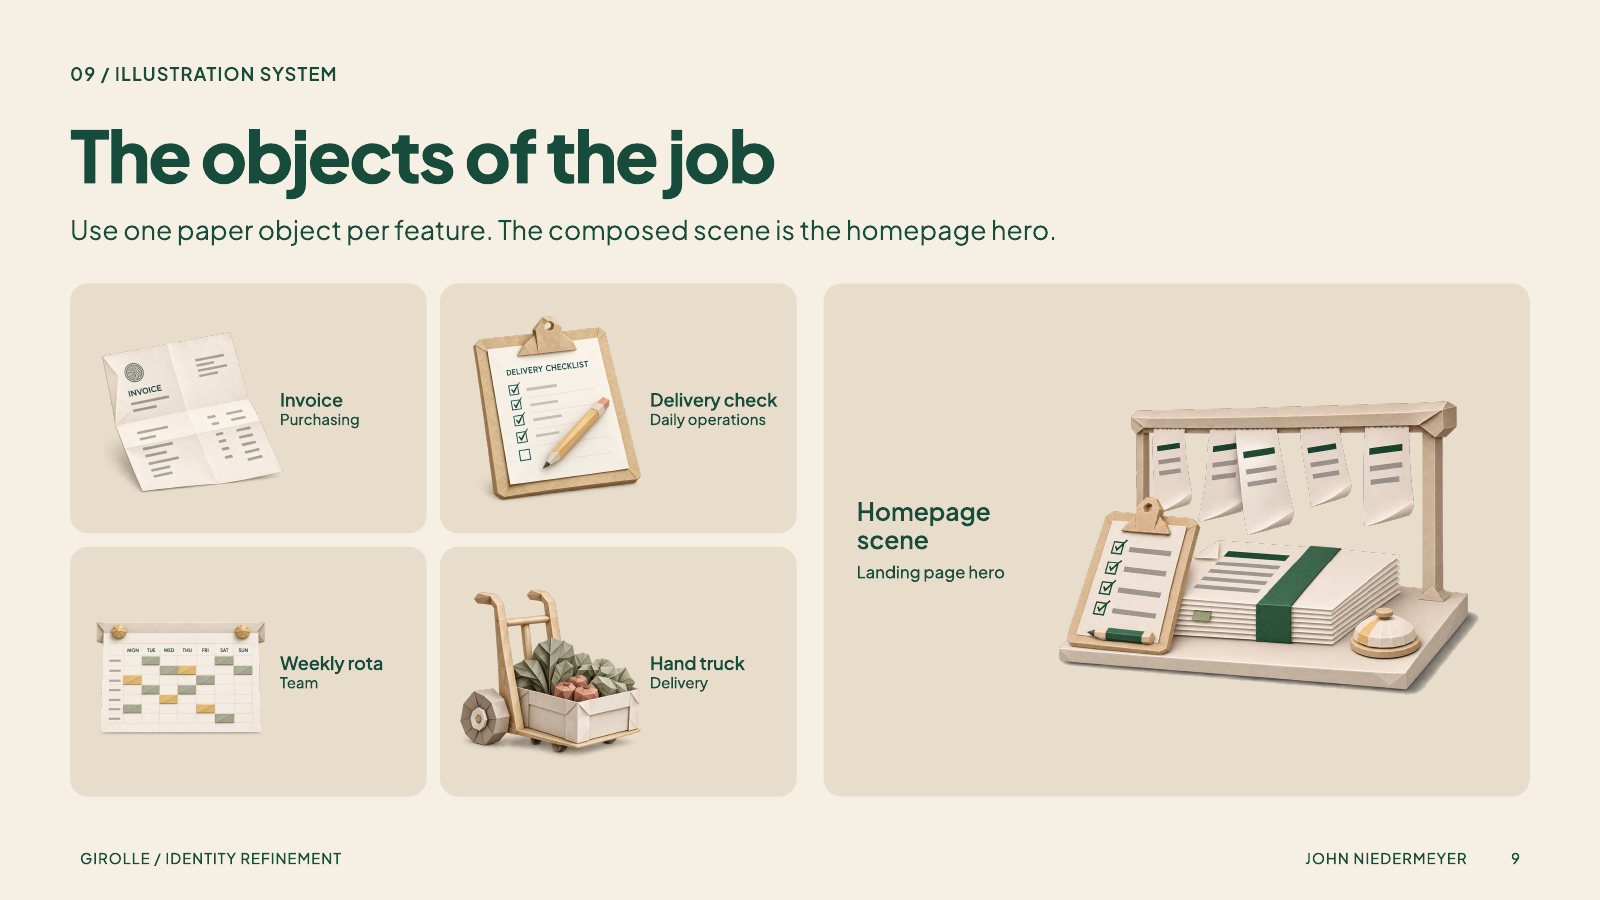 09 / ILLUSTRATION SYSTEM
The objects of the job
Use one paper object per feature. The composed scene is the homepage hero.
INVOICE
Invoice
Purchasing
DELIVERY CHECKLIST
Delivery check
Daily operations
MON TUE WED THU FRI SAT SUN
Weekly rota
Team
Hand truck
Delivery
Homepage
scene
Landing page hero
GIROLLE / IDENTITY REFINEMENT
JOHN NIEDERMEYER 9